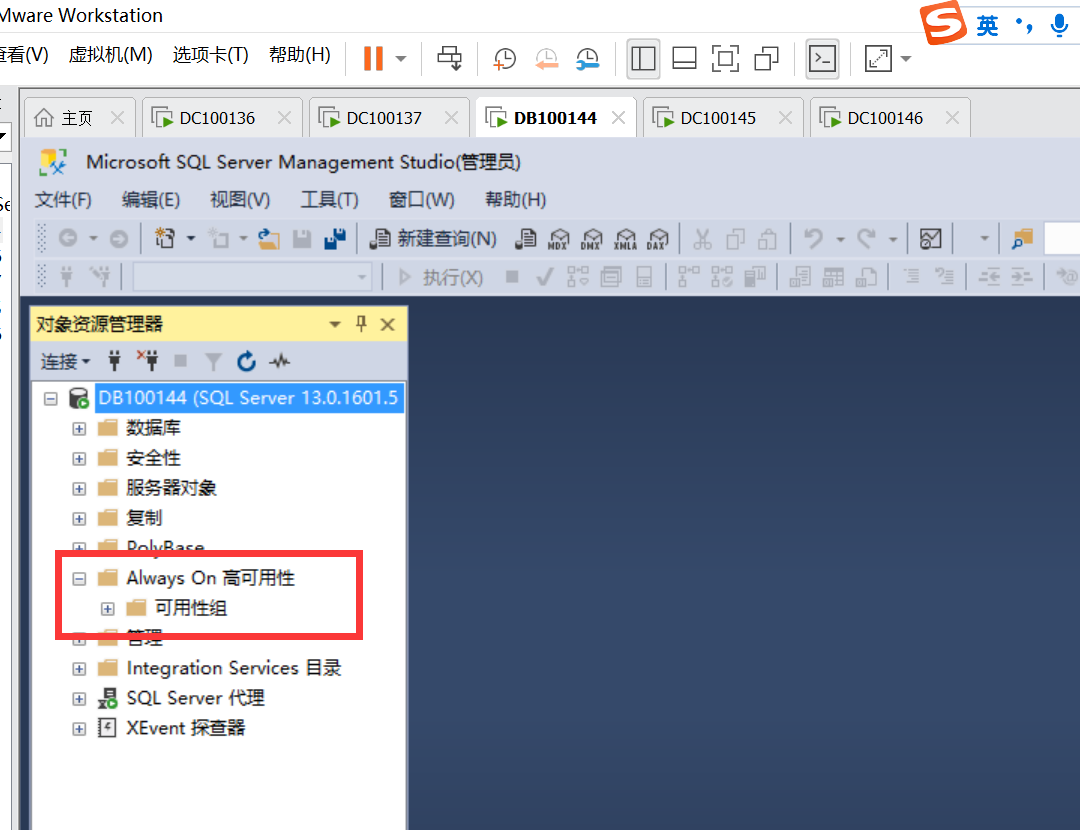 Mware Workstation
英
查看(V) 虚拟机(M) 选项卡(T) 帮助(H)
主页 DC100136 DC100137 DB100144 DC100145 DC100146
Microsoft SQL Server Management Studio(管理员)
文件(F) 编辑(E) 视图(V) 工具(T) 窗口(W) 帮助(H)
新建查询(N) MDX DMX XMLA DAX
执行(X)
对象资源管理器
连接
DB100144 (SQL Server 13.0.1601.5
数据库
安全性
服务器对象
复制
PolyBase
Always On 高可用性
可用性组
管理
Integration Services 目录
SQL Server 代理
XEvent 探查器